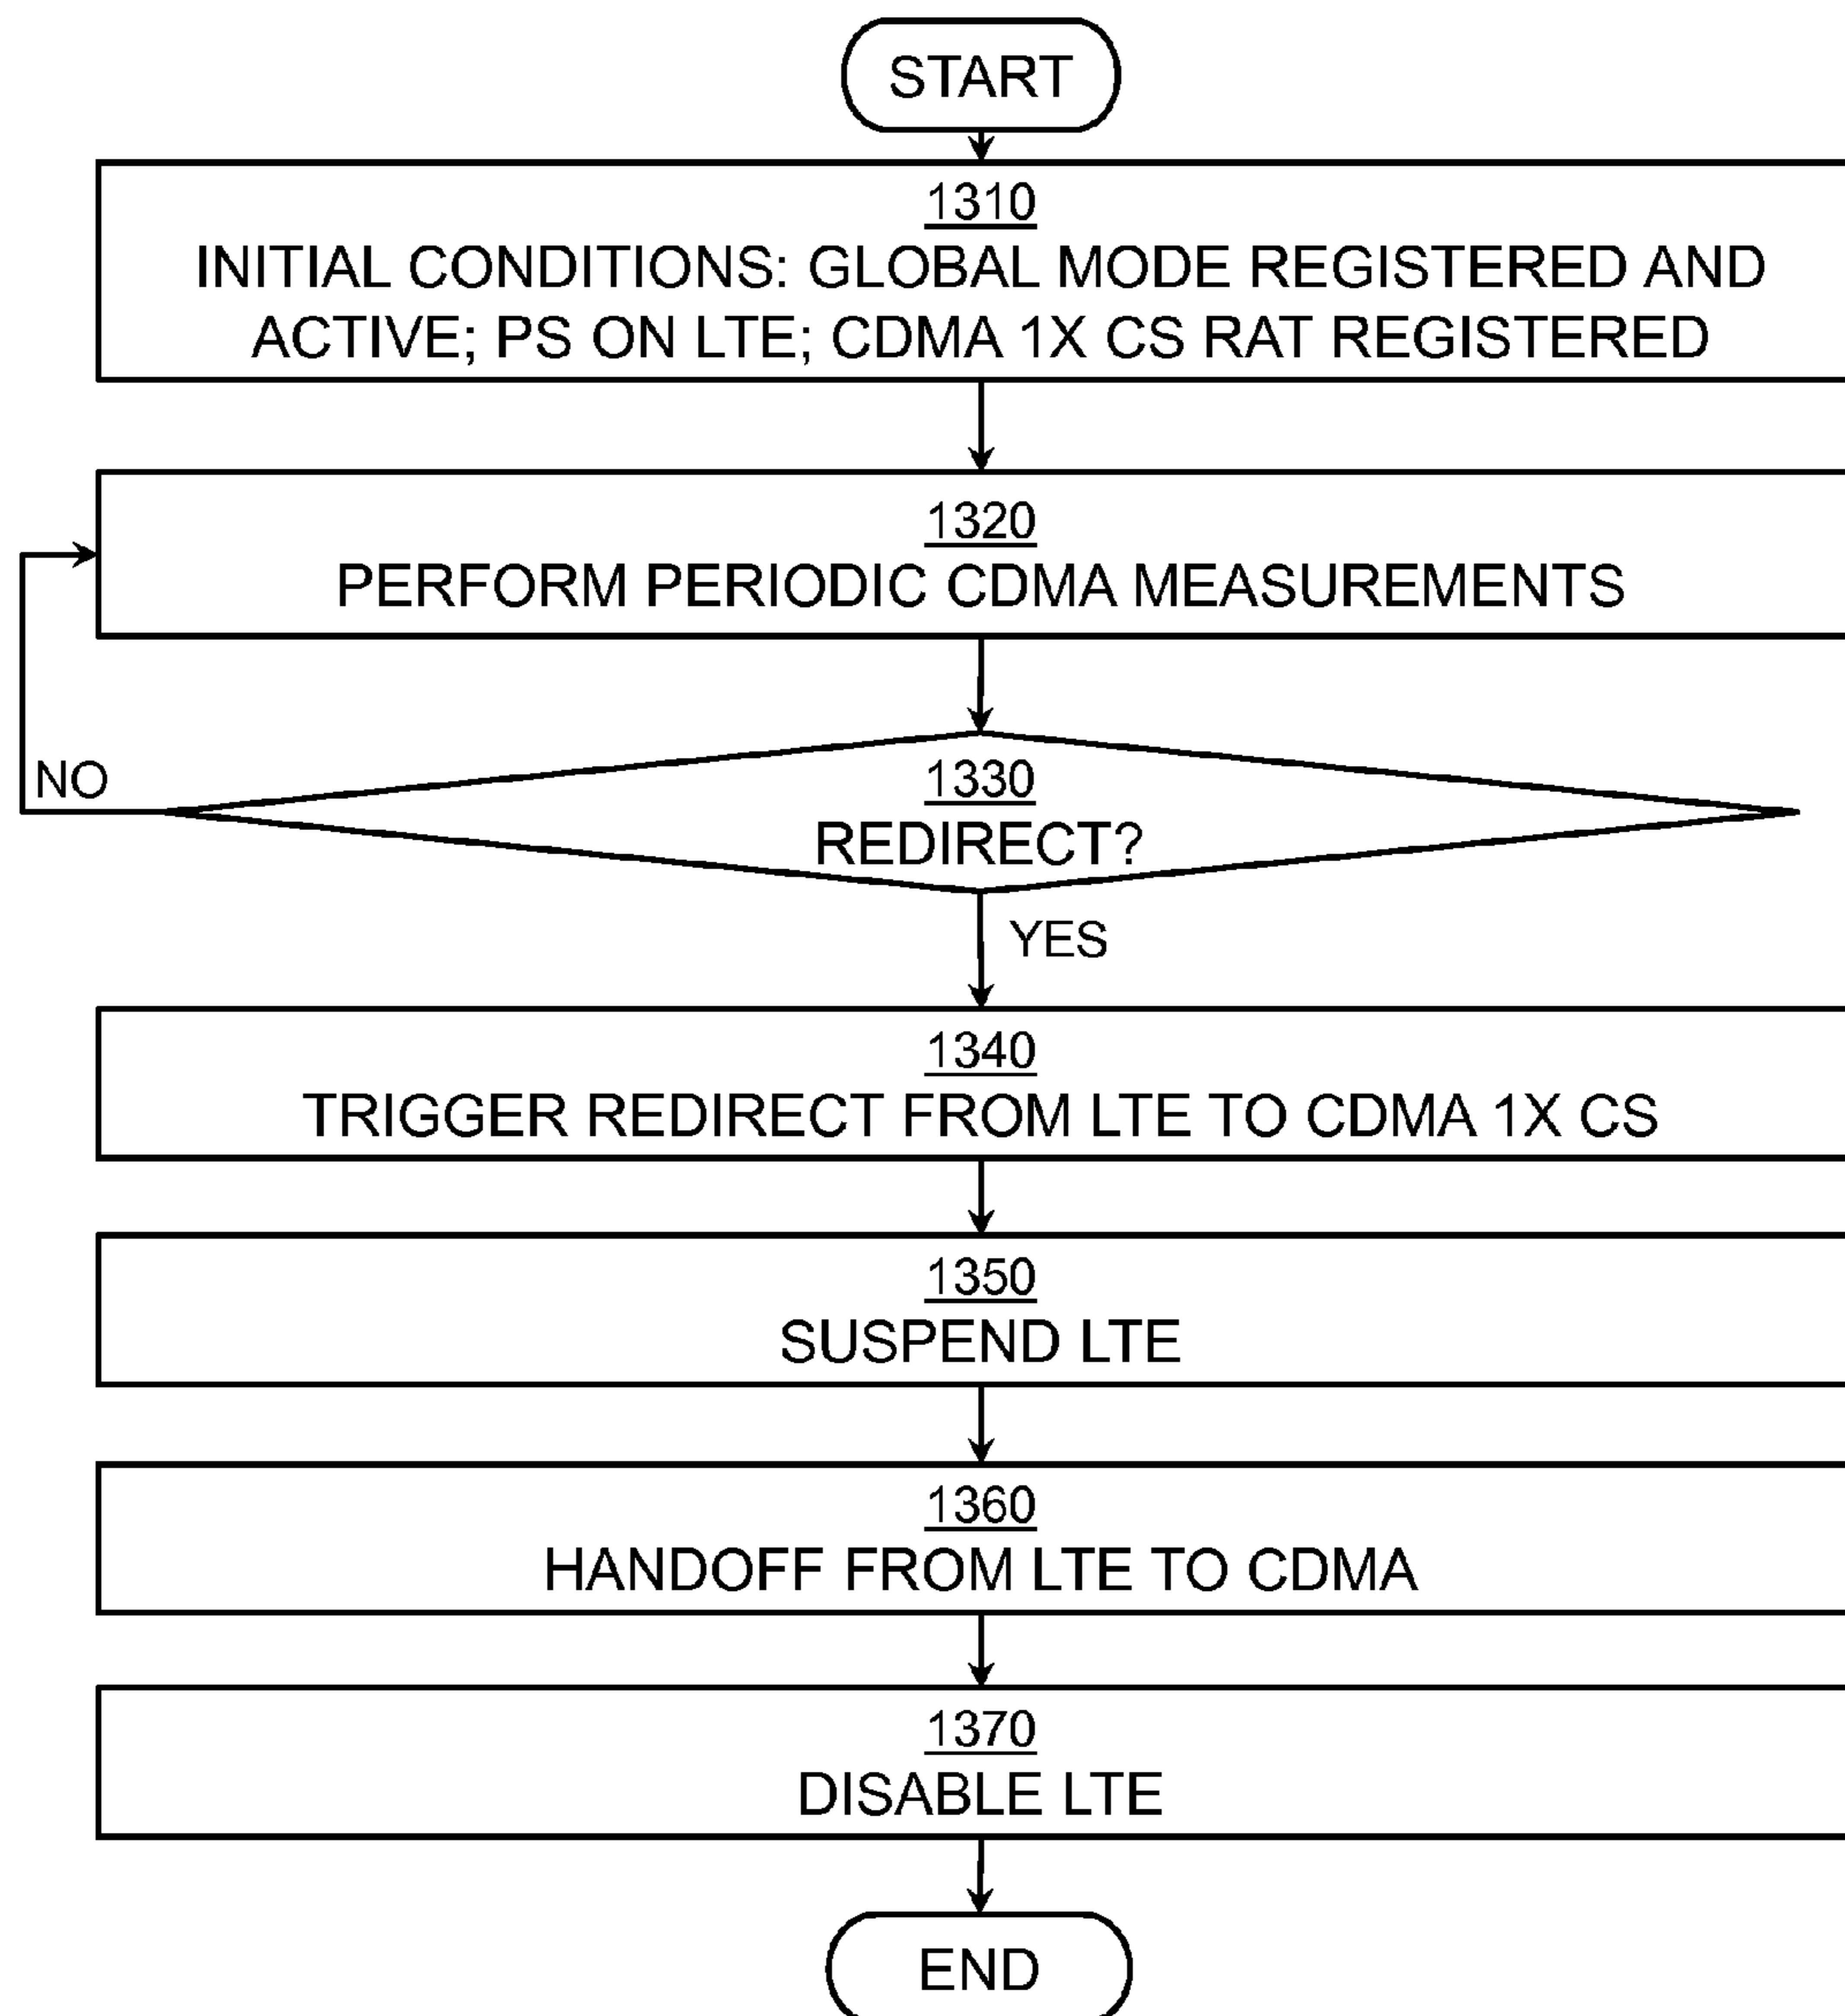 START
1310
INITIAL CONDITIONS: GLOBAL MODE REGISTERED AND
ACTIVE; PS ON LTE; CDMA 1X CS RAT REGISTERED
1320
PERFORM PERIODIC CDMA MEASUREMENTS
NO
1330
REDIRECT?
YES
1340
TRIGGER REDIRECT FROM LTE TO CDMA 1X CS
1350
SUSPEND LTE
1360
HANDOFF FROM LTE TO CDMA
1370
DISABLE LTE
END